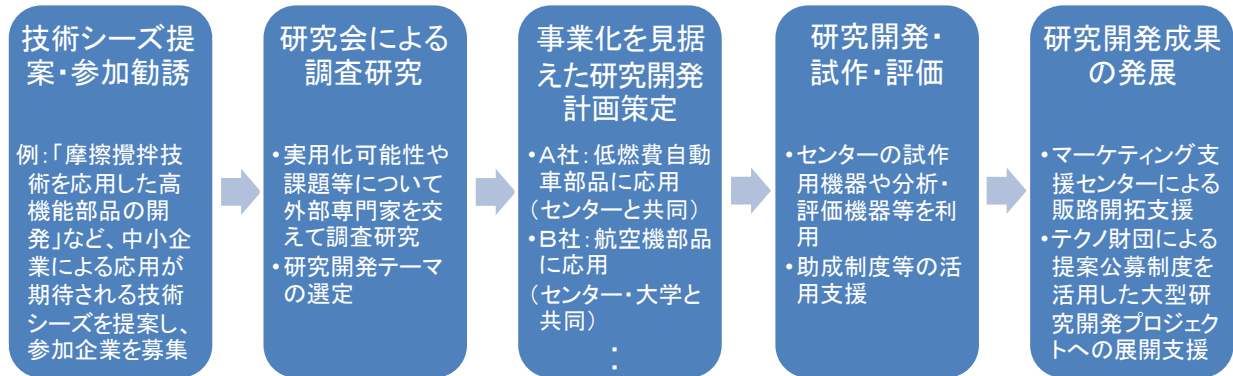 技術シーズ提
案・参加勧誘
例：「摩擦攪拌技
術を応用した高
機能部品の開
発」など、中小企
業による応用が
期待される技術
シーズを提案し、
参加企業を募集
研究会による
調査研究
・実用化可能性や
課題等について
外部専門家を交
えて調査研究
・研究開発テーマ
の選定
事業化を見据
えた研究開発
計画策定
・A社：低燃費自動
車部品に応用
（センターと共同）
・B社：航空機部品
に応用
（センター・大学と
共同）
：
研究開発・
試作・評価
・センターの試作
用機器や分析・
評価機器等を利
用
・助成制度等の活
用支援
研究開発成果
の発展
・マーケティング支
援センターによる
販路開拓支援
・テクノ財団による
提案公募制度を
活用した大型研
究開発プロジェク
トへの展開支援